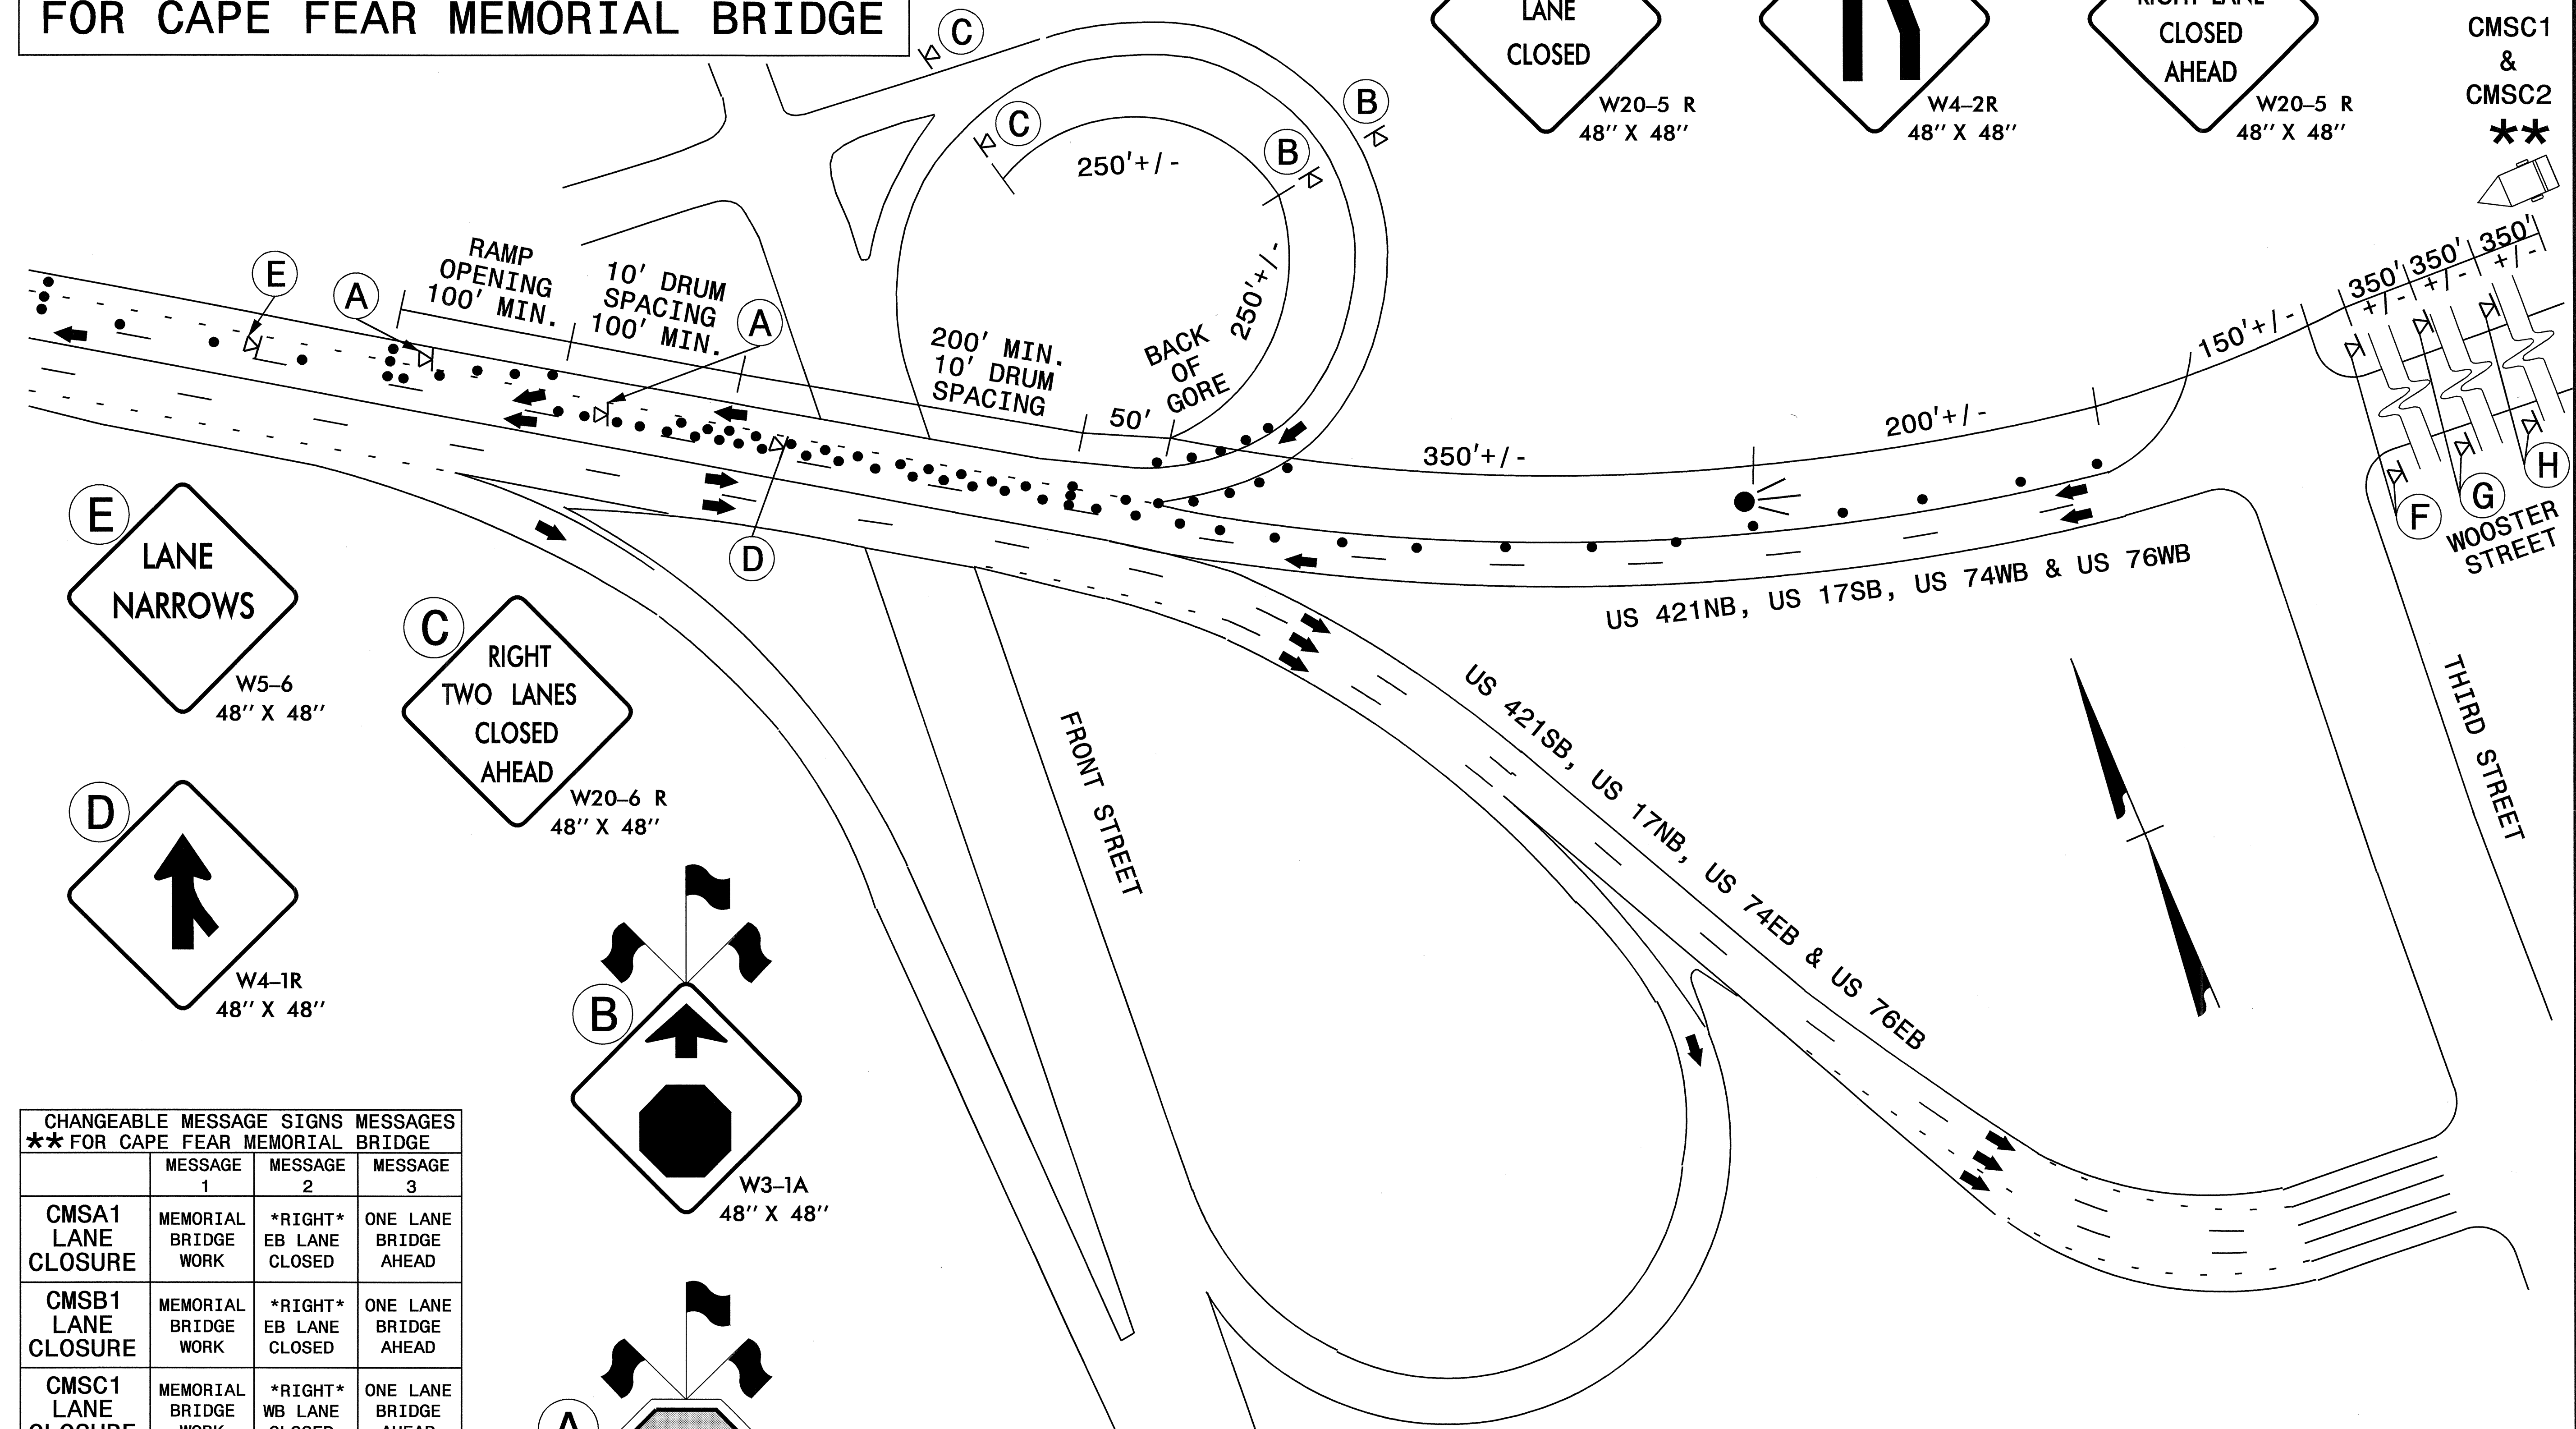 FOR CAPE FEAR MEMORIAL BRIDGE
C
C
B
B
250'+/-
250'+/-
LANE
CLOSED
W20-5 R
48'' X 48''
W4-2R
48'' X 48''
RIGHT LANE
CLOSED
AHEAD
W20-5 R
48'' X 48''
CMSC1
&
CMSC2
**
E
A
RAMP
OPENING
100' MIN.
10' DRUM
SPACING
100' MIN.
A
200' MIN.
10' DRUM
SPACING
50'
BACK
OF
GORE
350'+/-
200'+/-
150'+/-
350'
+/-
350'
+/-
350'
+/-
F
G
H
WOOSTER
STREET
D
US 421NB, US 17SB, US 74WB & US 76WB
US 421SB, US 17NB, US 74EB & US 76EB
FRONT STREET
THIRD STREET
E
LANE
NARROWS
W5-6
48'' X 48''
C
RIGHT
TWO LANES
CLOSED
AHEAD
W20-6 R
48'' X 48''
D
W4-1R
48'' X 48''
B
W3-1A
48'' X 48''
A
CHANGEABLE MESSAGE SIGNS MESSAGES
** FOR CAPE FEAR MEMORIAL BRIDGE
MESSAGE 1 MESSAGE 2 MESSAGE 3
CMSA1 MEMORIAL *RIGHT* ONE LANE
LANE BRIDGE EB LANE BRIDGE
CLOSURE WORK CLOSED AHEAD
CMSB1 MEMORIAL *RIGHT* ONE LANE
LANE BRIDGE EB LANE BRIDGE
CLOSURE WORK CLOSED AHEAD
CMSC1 MEMORIAL *RIGHT* ONE LANE
LANE BRIDGE WB LANE BRIDGE
CLOSURE WORK CLOSED AHEAD